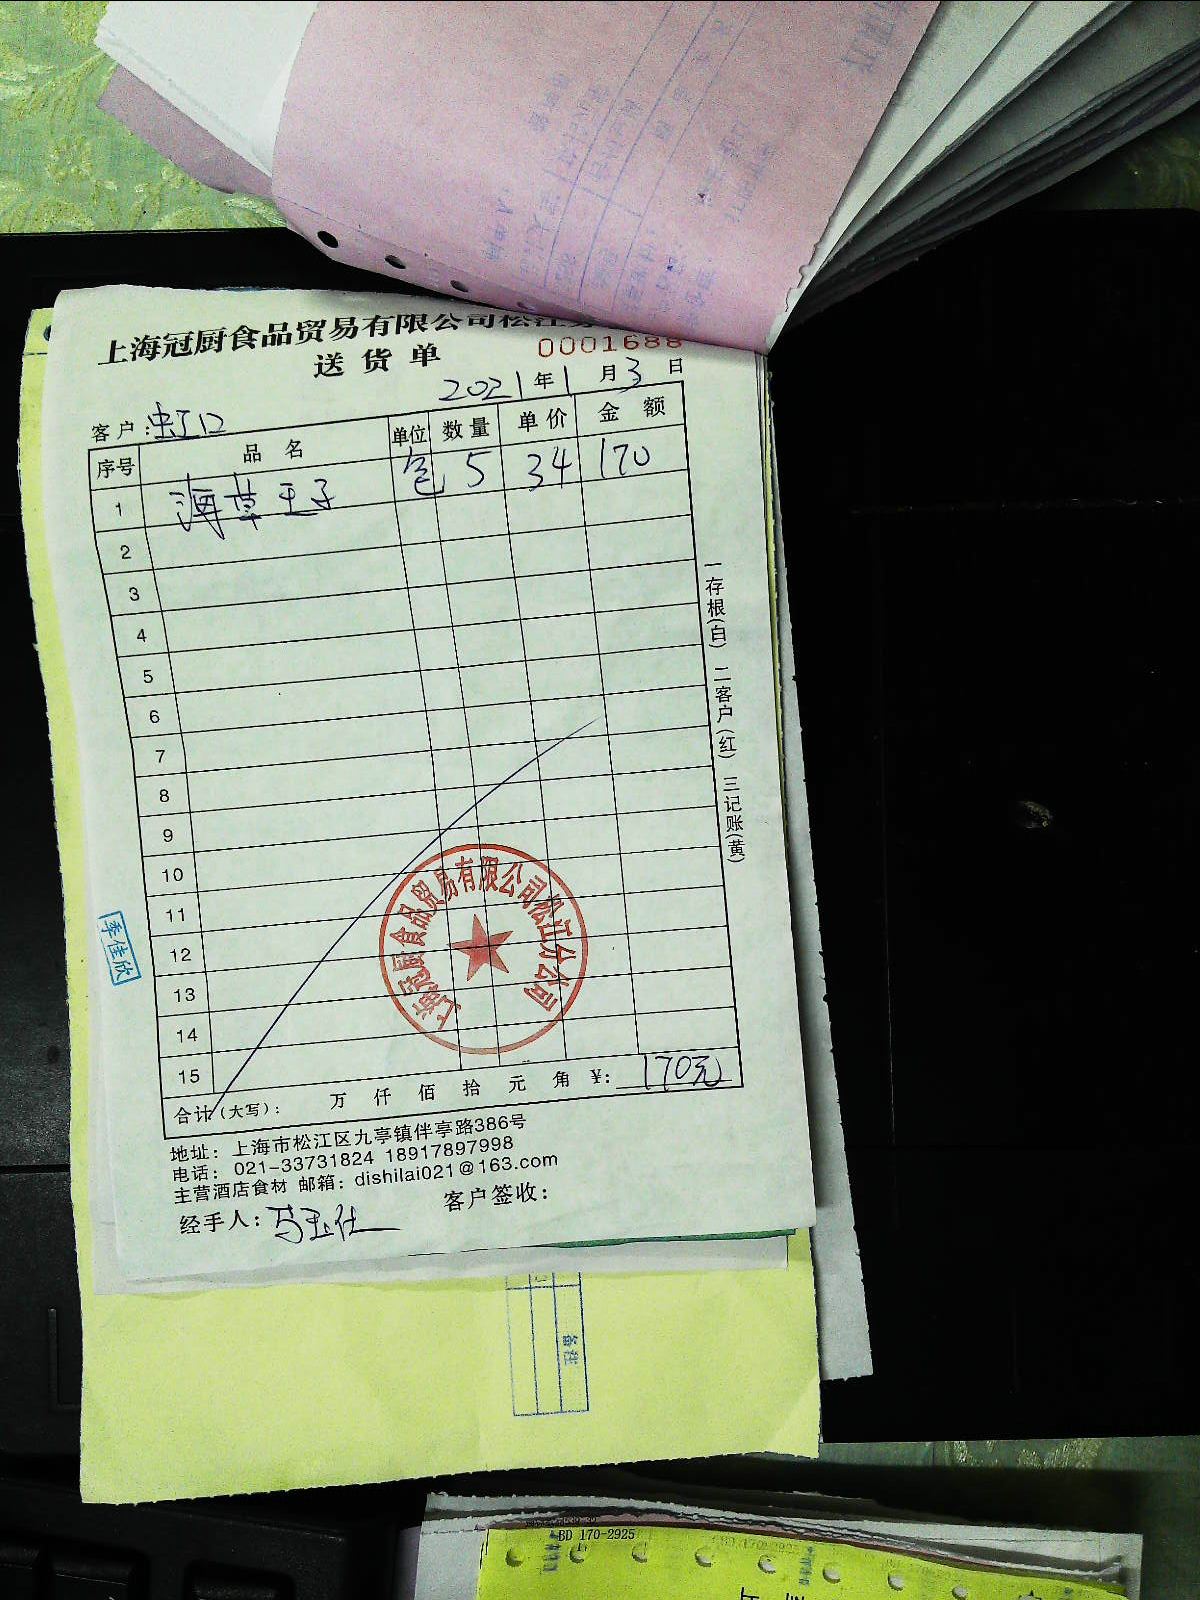 上海冠厨食品贸易有限公司松江
送货单
0001688
2021年1月3日
客户:虹口
序号 品名 单位 数量 单价 金额
1 海草王子 包 5 34 170
2
3
4
5
6
7
8
9
10
11
12
13
14
15
合计(大写): 万 仟 佰 拾 元 角 ¥: 170元
地址: 上海市松江区九亭镇伴亭路386号
电话: 021-33731824 18917897998
主营酒店食材 邮箱: dishilai021@163.com
客户签收:
经手人:
一存根(白) 二客户(红) 三记账(黄)
上海冠厨食品贸易有限公司松江分公司
季佳欣
备注
BD 170-2925